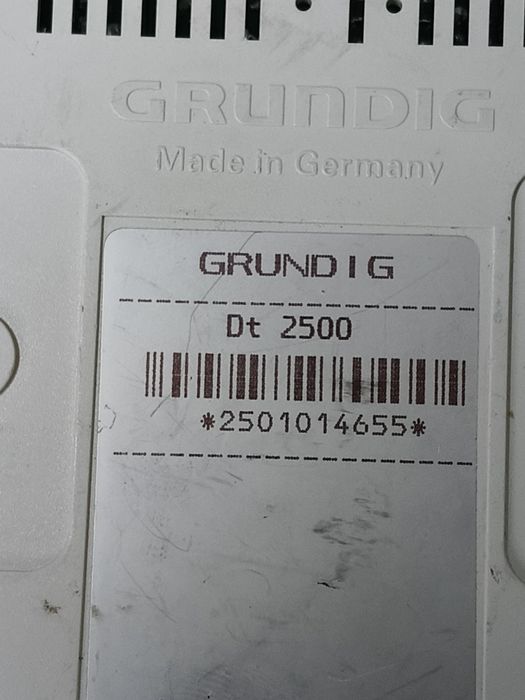 GRUNDIG
Made in Germany
GRUNDIG
Dt 2500
*2501014655*